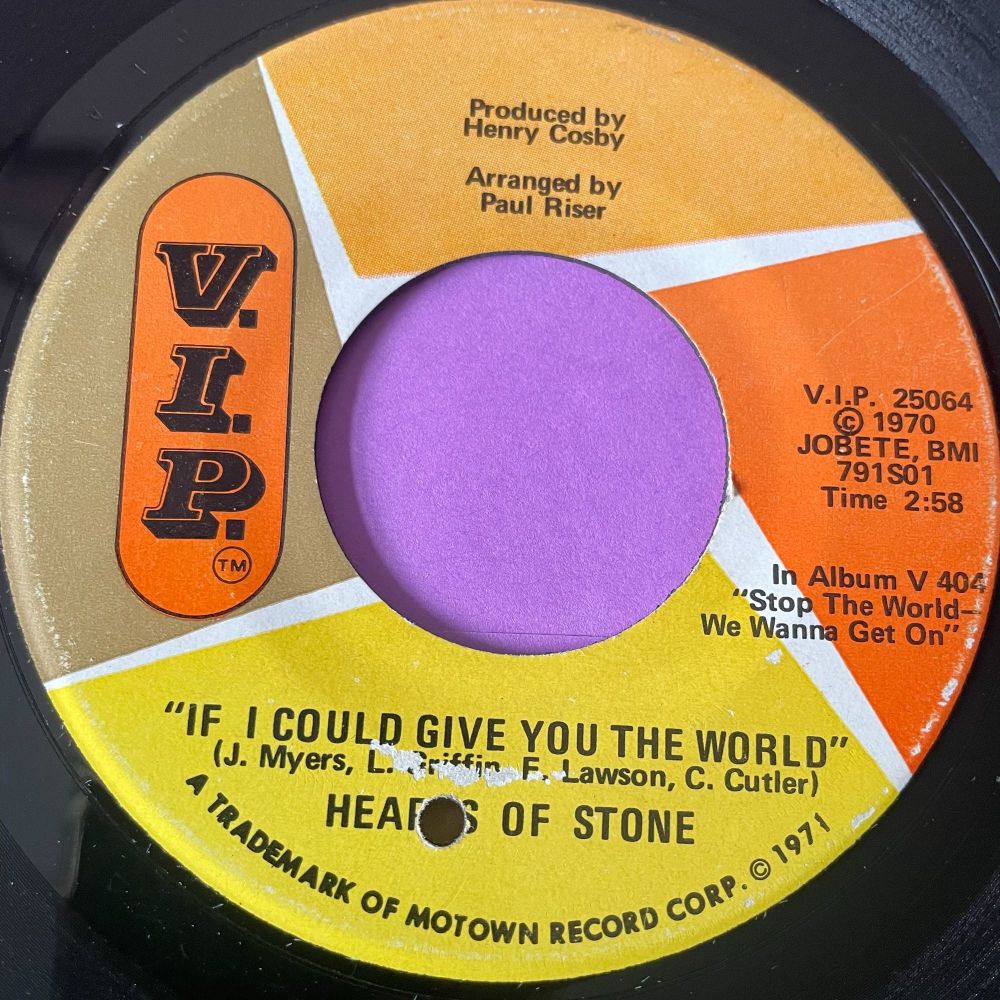 Produced by
Henry Cosby
Arranged by
Paul Riser
V.I.P.
TM
V.I.P. 25064
© 1970
JOBETE, BMI
791S01
Time 2:58
In Album V 404
"Stop The World—
We Wanna Get On"
"IF I COULD GIVE YOU THE WORLD"
(J. Myers, L. Griffin, E. Lawson, C. Cutler)
HEARTS OF STONE
A TRADEMARK OF MOTOWN RECORD CORP. © 1971